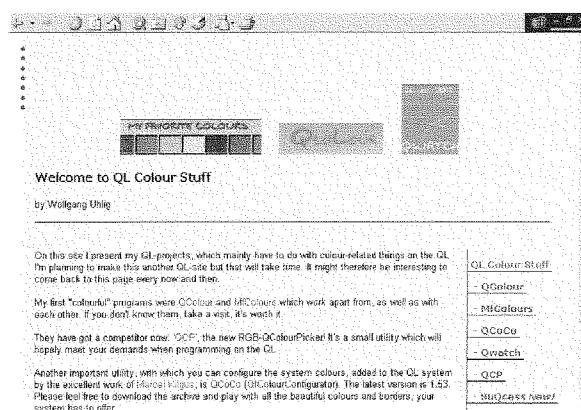 MY FAVORITE COLOURS
Welcome to QL Colour Stuff
by Wolfgang Uhlig
On this site I present my QL-projects, which mainly have to do with colour-related things on the QL
I'm planning to make this another QL-site but that will take time. It might therefore be interesting to
come back to this page every now and then.
My first "colourful" programs were QColour and MiColours which work apart from, as well as with
each other. If you don't know them, take a visit, it's worth it.
They have got a competitor now: 'QCP', the new RGB-QColourPicker! It's a small utility which will
hopely meet your demands when programming on the QL.
Another important utility, with which you can configure the system colours, added to the QL system
by the excellent work of Marcel Kilgus, is QCoCo (QlColourConfigurator). The latest version is 1.53.
Please feel free to download the archive and play with all the beautiful colours and borders, your
system has to offer.
QL Colour Stuff
- QColour
- MiColours
- QCoCo
- Qwatch
- QCP
- SuQcess New!